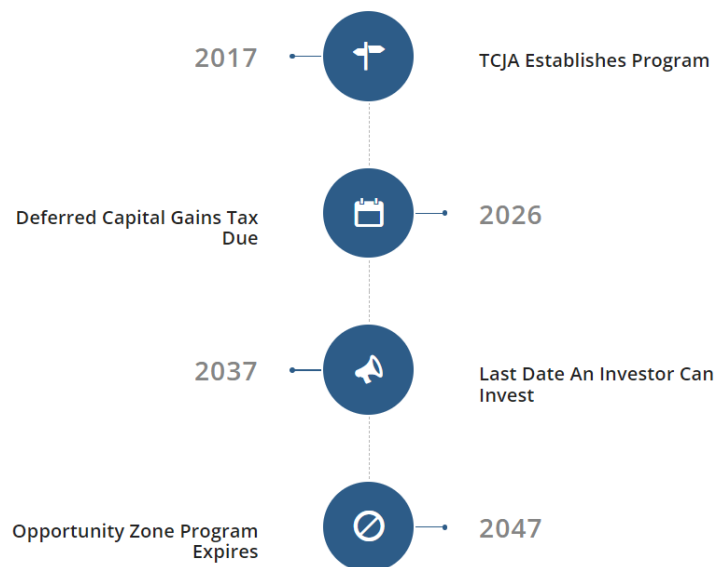 2017
TCJA Establishes Program
Deferred Capital Gains Tax
Due
2026
2037
Last Date An Investor Can
Invest
Opportunity Zone Program
Expires
2047